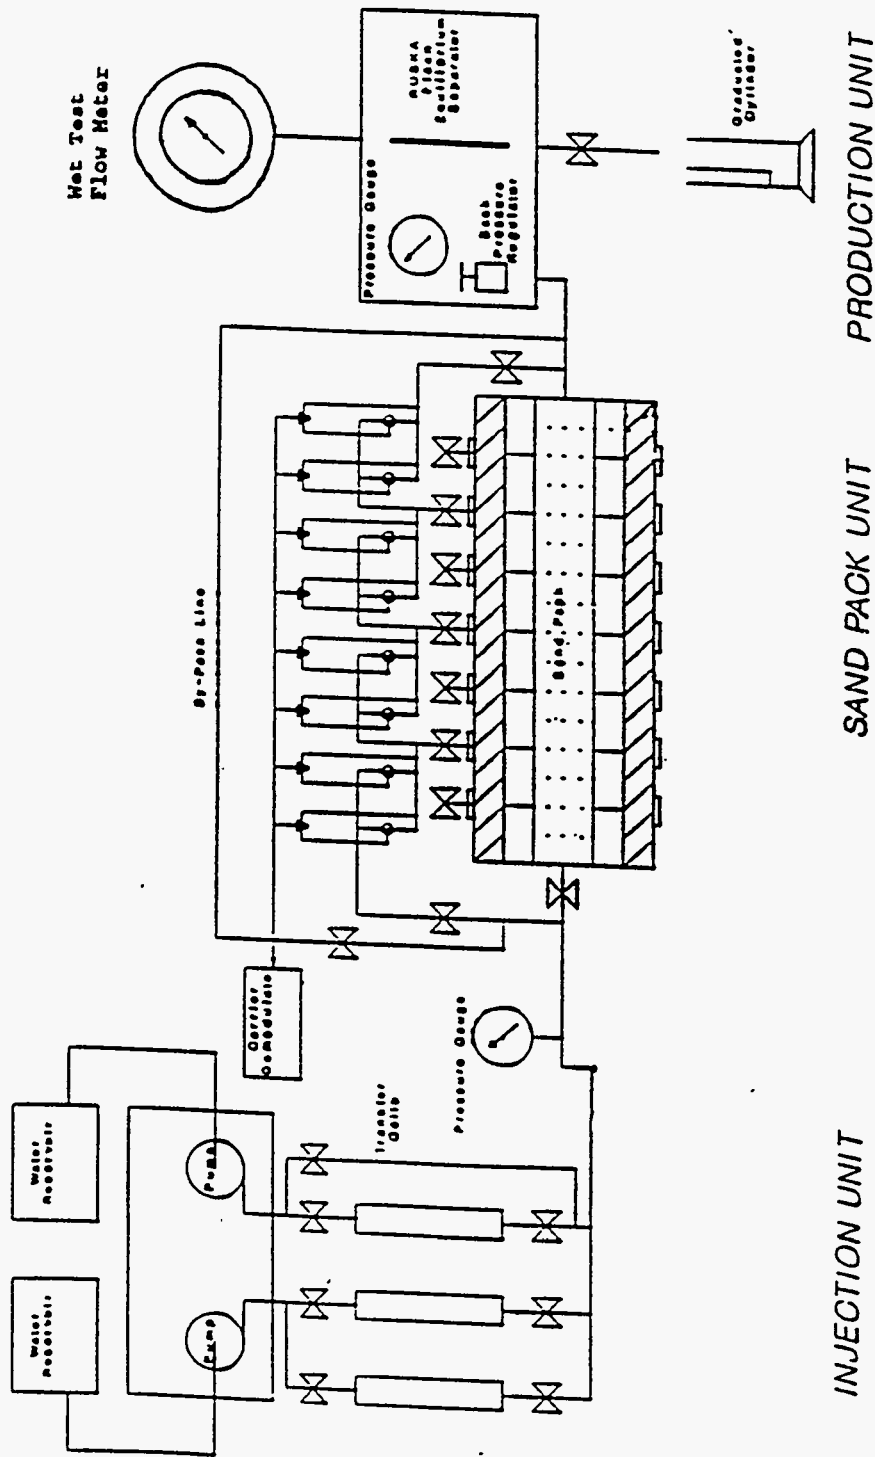 Water
Reservoir
Water
Reservoir
Pump
Pump
Transfer
Cells
Pressure Gauge
Carrier
By-Pass Line
Sand Pack
Wet Test
Flow Meter
Pressure Gauge
RUSKA
Equilibrium
Separator
Back
Pressure
Regulator
Graduated
Cylinder
INJECTION UNIT
SAND PACK UNIT
PRODUCTION UNIT